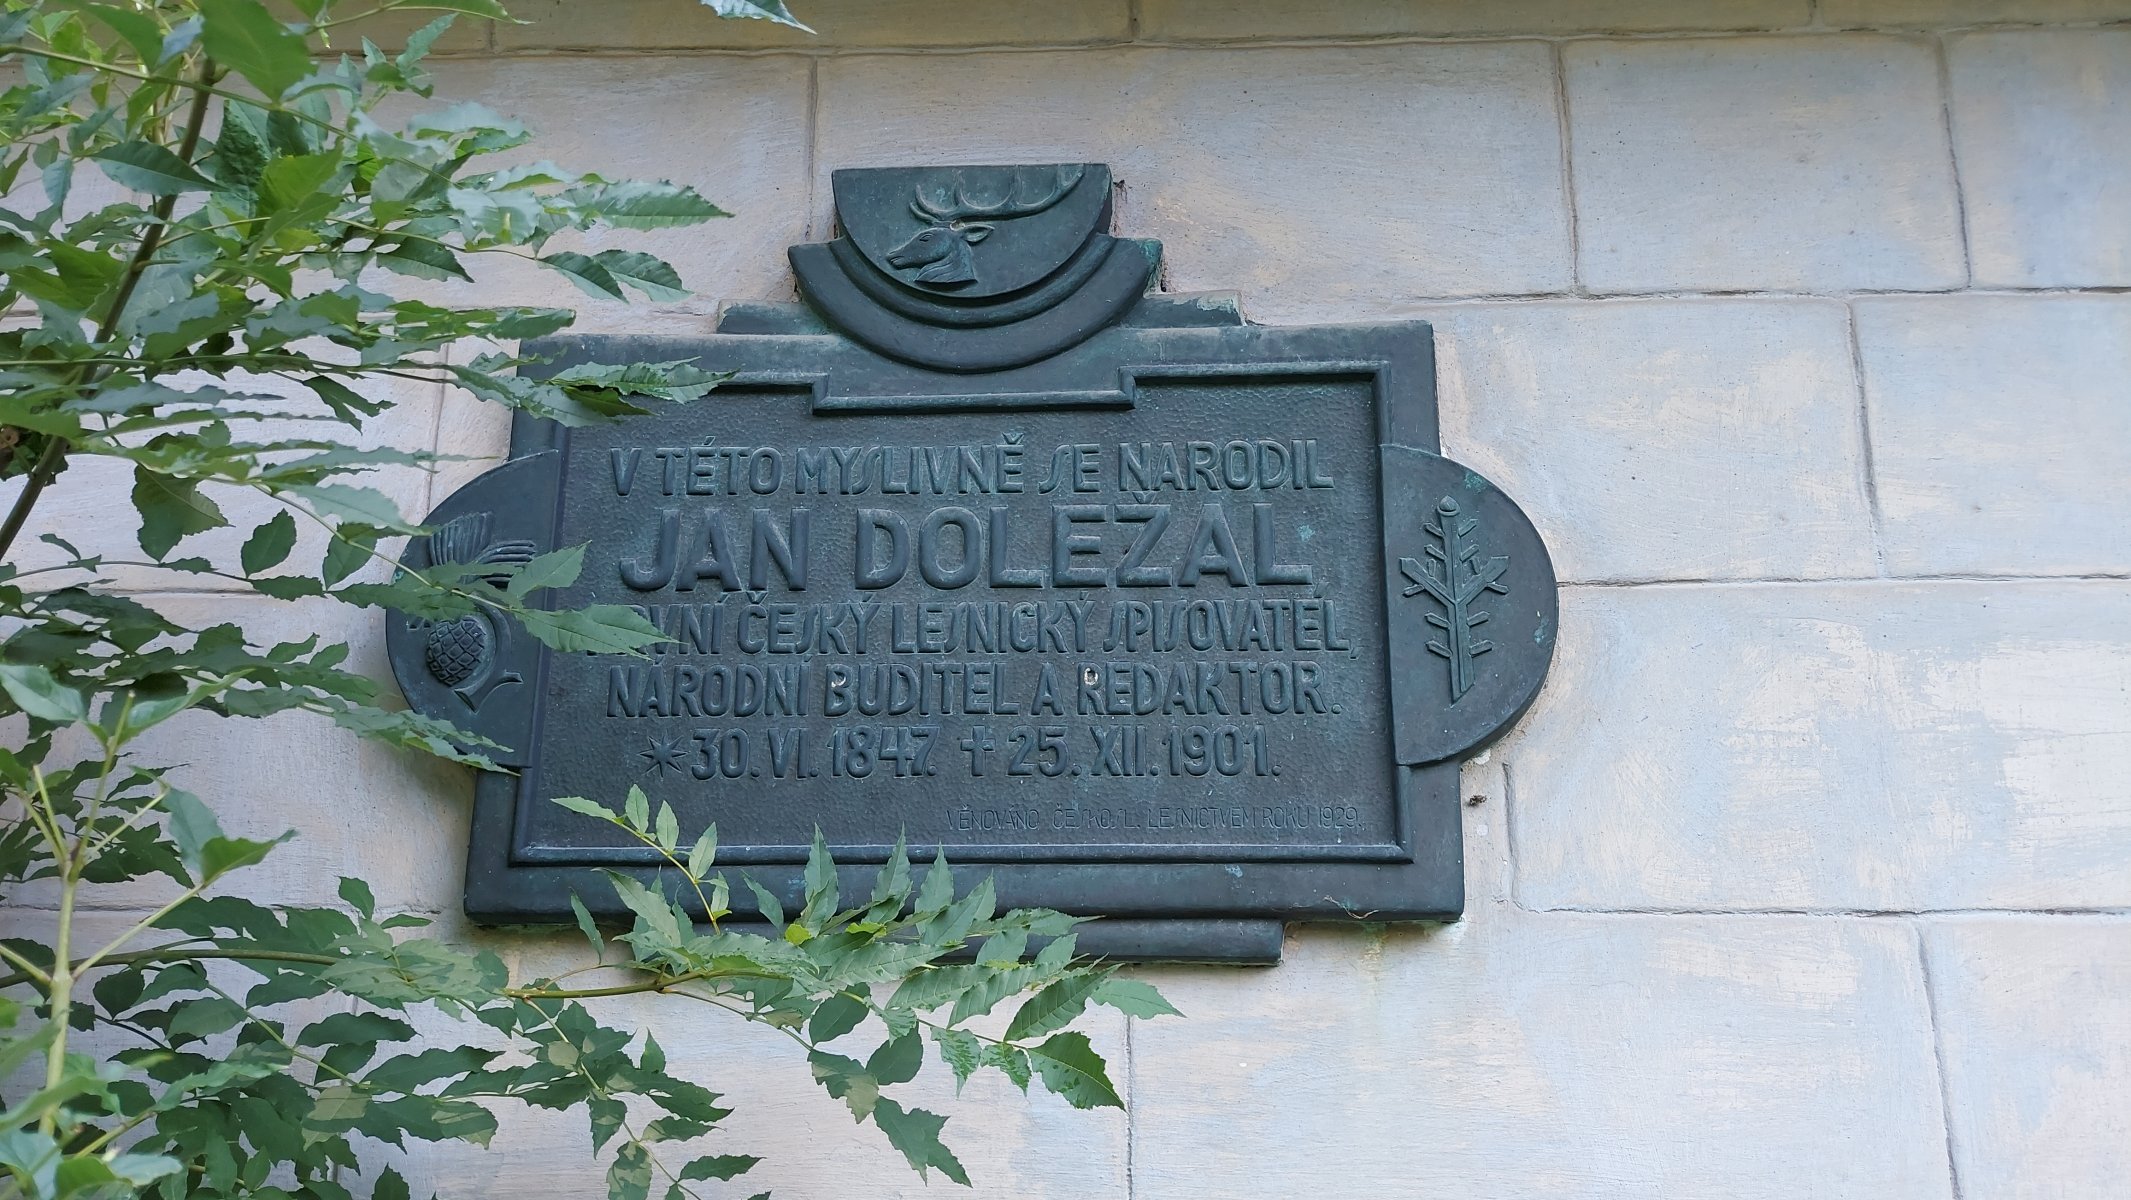 V TÉTO MYSLIVNĚ SE NARODIL
JAN DOLEŽAL
PRVNÍ ČESKÝ LESNICKÝ SPISOVATEL,
NÁRODNÍ BUDITEL A REDAKTOR.
*30. VI. 1847. † 25. XII. 1901.
VĚNOVÁNO ČESKOSL. LESNICTVEM ROKU 1929.